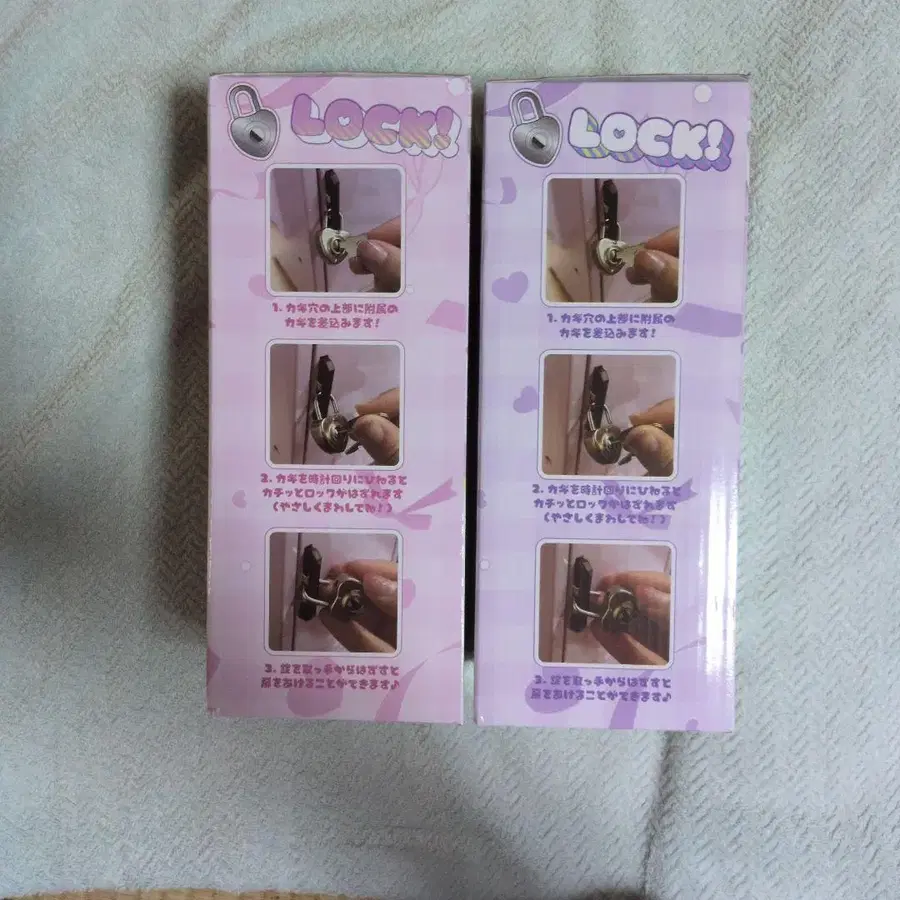 LOCK!
1. カギ穴の上部に附属の
カギを差込みます!
2. カギを時計回りにひねると
カチッとロックがはずれます
(やさしくまわしてね!)
3. 錠を取っ手からはずすと
扉をあけることができます♪
LOCK!
1. カギ穴の上部に附属の
カギを差込みます!
2. カギを時計回りにひねると
カチッとロックがはずれます
(やさしくまわしてね!)
3. 錠を取っ手からはずすと
扉をあけることができます♪